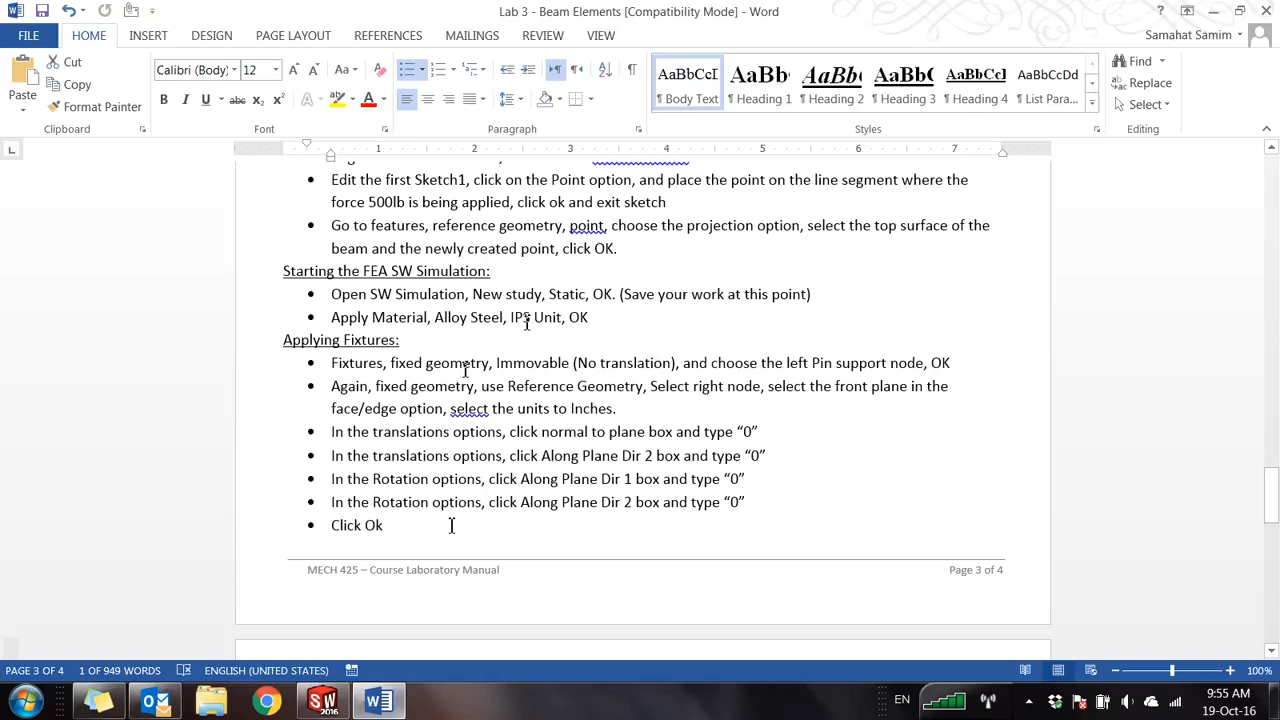 Lab 3 - Beam Elements [Compatibility Mode] - Word
FILE HOME INSERT DESIGN PAGE LAYOUT REFERENCES MAILINGS REVIEW VIEW Samahat Samim
Paste Cut Copy Format Painter
Calibri (Body) 12
AaBbCcI AaBb AaBb AaBbC AaBbCcI AaBbCcDd
¶ Body Text ¶ Heading 1 ¶ Heading 2 ¶ Heading 3 ¶ Heading 4 ¶ List Para...
Find Replace Select
Clipboard Font Paragraph Styles Editing
1 2 3 4 5 6 7
• Edit the first Sketch1, click on the Point option, and place the point on the line segment where the
force 500lb is being applied, click ok and exit sketch
• Go to features, reference geometry, point, choose the projection option, select the top surface of the
beam and the newly created point, click OK.
Starting the FEA SW Simulation:
• Open SW Simulation, New study, Static, OK. (Save your work at this point)
• Apply Material, Alloy Steel, IPS Unit, OK
Applying Fixtures:
• Fixtures, fixed geometry, Immovable (No translation), and choose the left Pin support node, OK
• Again, fixed geometry, use Reference Geometry, Select right node, select the front plane in the
face/edge option, select the units to Inches.
• In the translations options, click normal to plane box and type “0”
• In the translations options, click Along Plane Dir 2 box and type “0”
• In the Rotation options, click Along Plane Dir 1 box and type “0”
• In the Rotation options, click Along Plane Dir 2 box and type “0”
• Click Ok
MECH 425 – Course Laboratory Manual Page 3 of 4
PAGE 3 OF 4 1 OF 949 WORDS ENGLISH (UNITED STATES) 100%
EN 9:55 AM
19-Oct-16